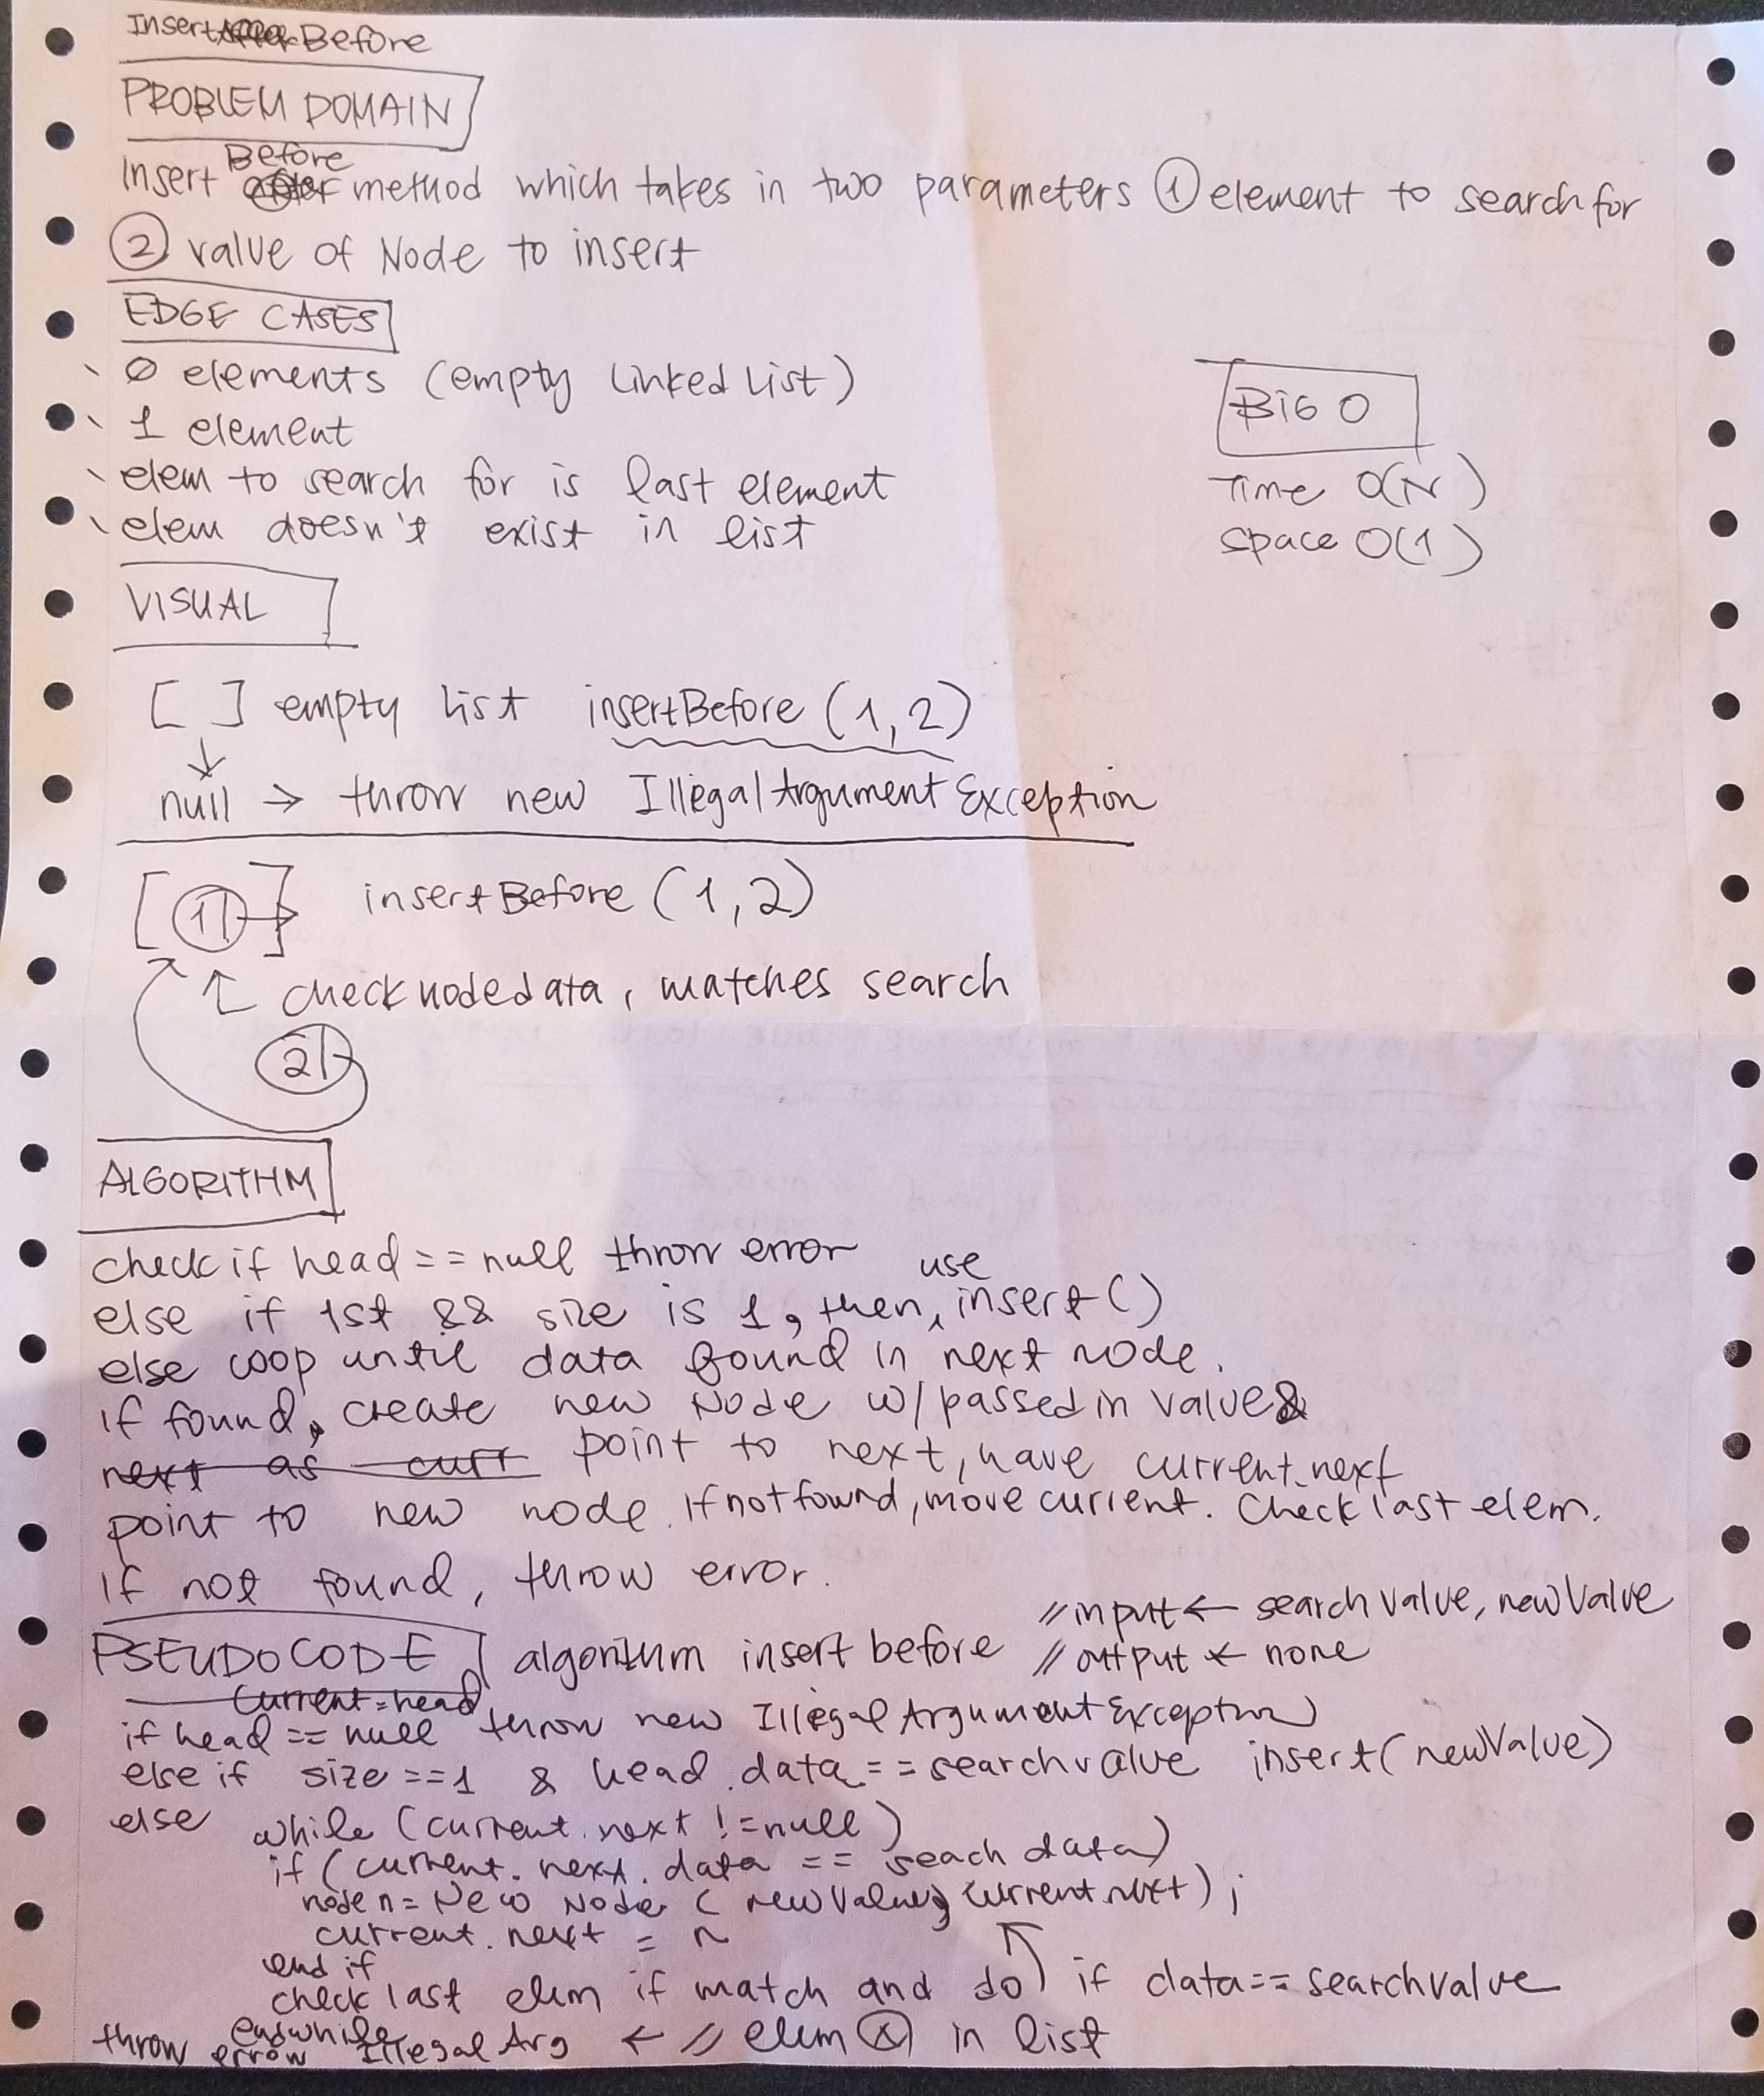 Insert Before
PROBLEM DOMAIN
Insert Before method which takes in two parameters ① element to search for
② value of Node to insert
EDGE CASES
0 elements (empty Linked List)
1 element
elem to search for is last element
elem doesn't exist in list
BIG O
Time O(N)
Space O(1)
VISUAL
[ ] empty list insertBefore (1,2)
↓
null → throw new IllegalArgumentException
[①→] insertBefore (1,2)
↑ check node data, matches search
②
ALGORITHM
check if head == null throw error
else if 1st && size is 1, then, use insert()
else loop until data found in next node.
if found, create new Node w/ passed in value &
next as curr point to next, have current.next
point to new node. If not found, move current. Check last elem.
If not found, throw error.
PSEUDOCODE algorithm insert before // input ← search value, newValue
// output ← none
current = head
if head == null throw new IllegalArgumentException
else if size ==1 & head.data == searchvalue insert(newValue)
else while (current.next != null)
if (current.next.data == seach data)
node n = New Node (newValue, current.next);
current.next = n
end if
check last elem if match and do ↑ if data == searchvalue
endwhile
throw error IllegalArg ← // elem ⓧ in list